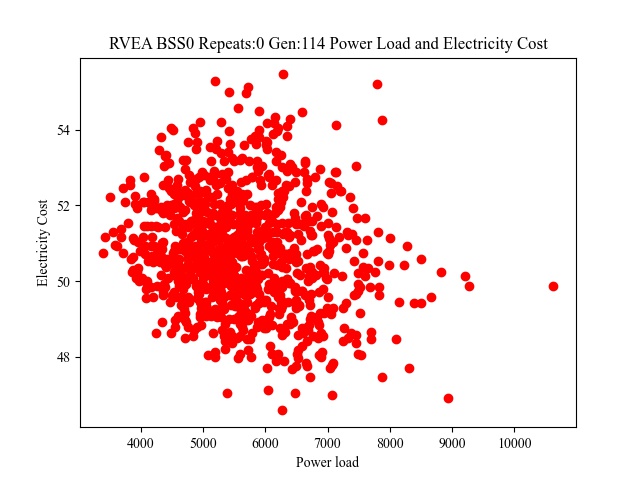 RVEA BSS0 Repeats:0 Gen:114 Power Load and Electricity Cost
54
52
50
48
Electricity Cost
4000 5000 6000 7000 8000 9000 10000
Power load